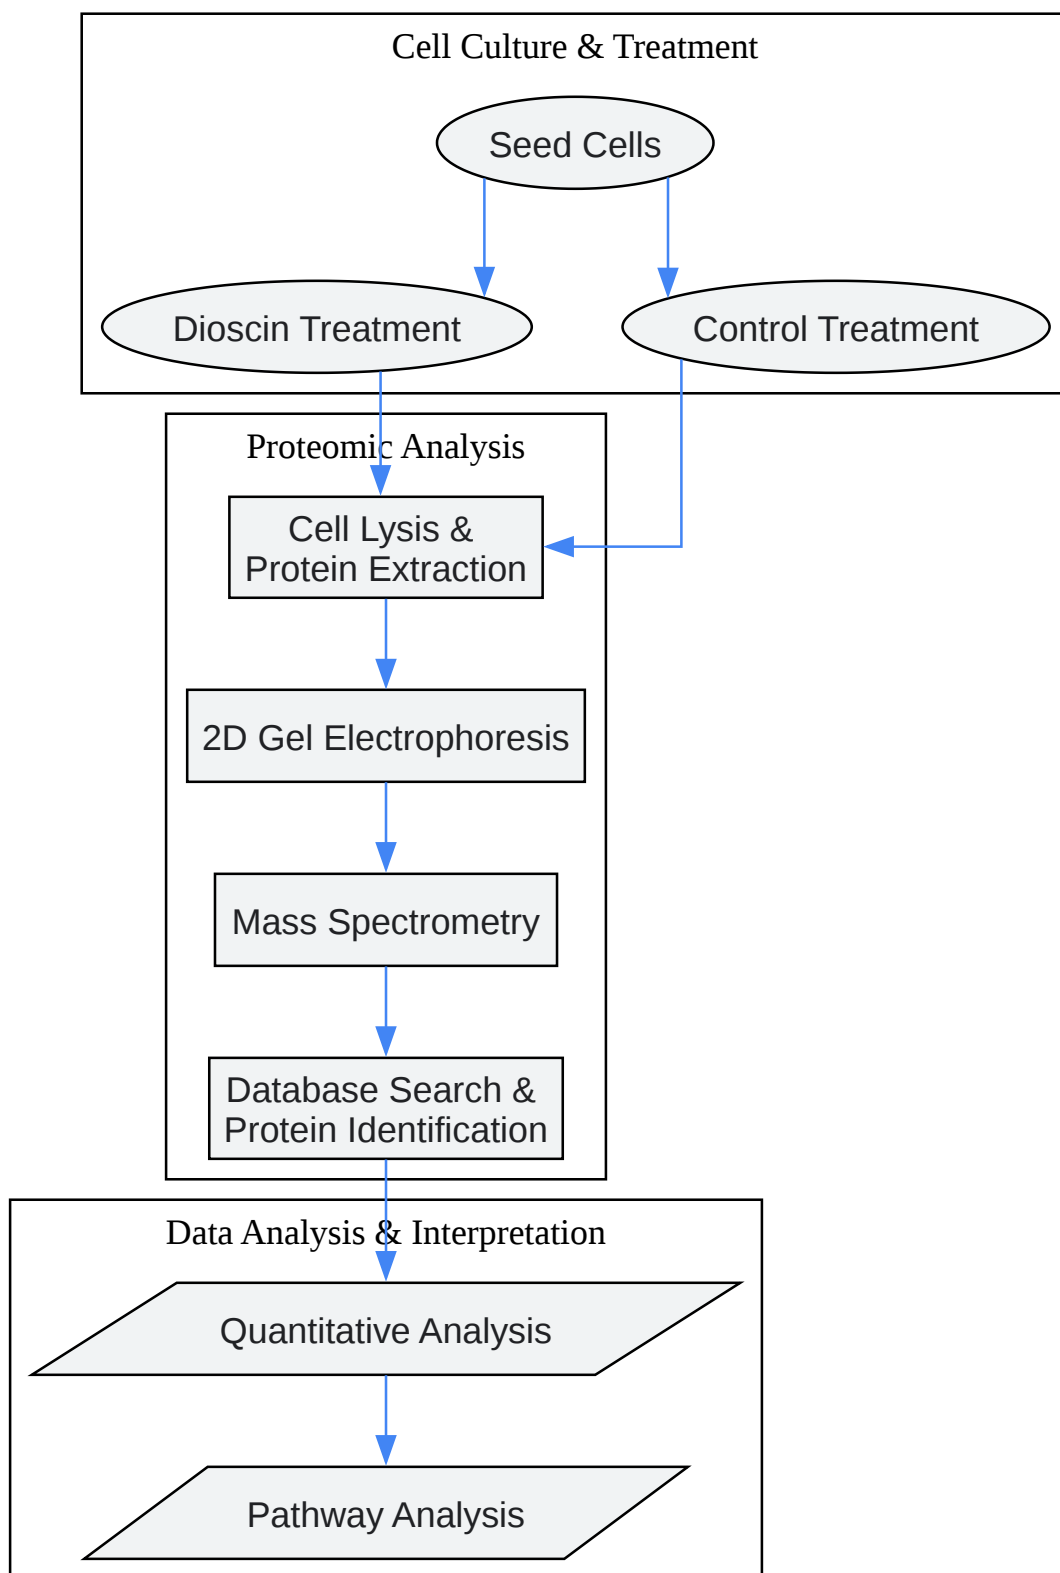 Cell Culture & Treatment
Seed Cells
Dioscin Treatment
Control Treatment
Proteomic Analysis
Cell Lysis &
Protein Extraction
2D Gel Electrophoresis
Mass Spectrometry
Database Search &
Protein Identification
Data Analysis & Interpretation
Quantitative Analysis
Pathway Analysis